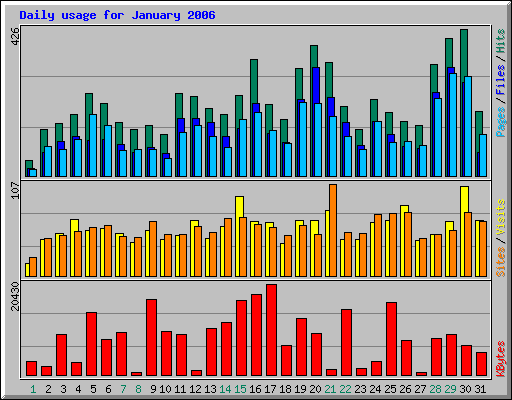 Daily usage for January 2006
426
Pages / Files / Hits
107
Sites / Visits
20430
KBytes
1 2 3 4 5 6 7 8 9 10 11 12 13 14 15 16 17 18 19 20 21 22 23 24 25 26 27 28 29 30 31